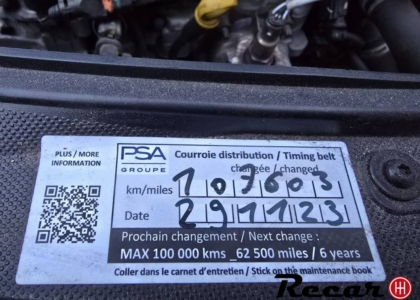 PLUS / MORE
INFORMATION
PSA
GROUPE
Courroie distribution / Timing belt
changée / changed
km/miles 107603
Date 291123
Prochain changement / Next change :
MAX 100 000 kms _62 500 miles / 6 years
Coller dans le carnet d'entretien / Stick on the maintenance book
Recar